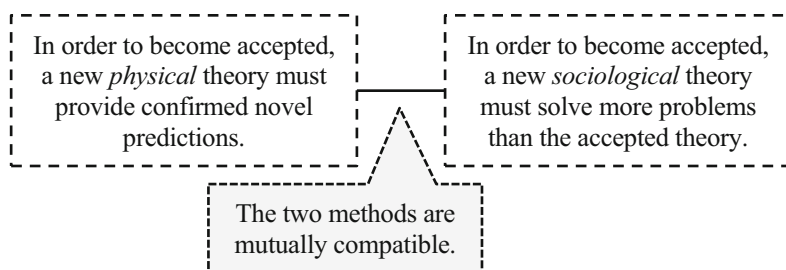 In order to become accepted,
a new physical theory must
provide confirmed novel
predictions.
In order to become accepted,
a new sociological theory
must solve more problems
than the accepted theory.
The two methods are
mutually compatible.